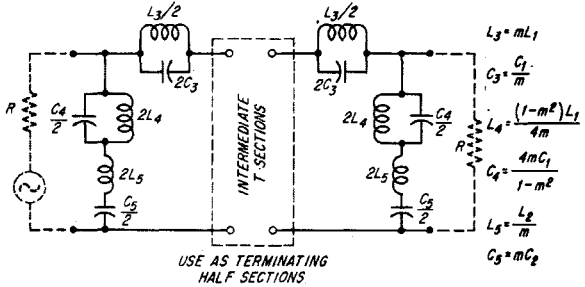 L3/2
2C3
C4/2
2L4
R
2L5
C5/2
INTERMEDIATE
T SECTIONS
L3/2
2C3
2L4
C4/2
R
2L5
C5/2
USE AS TERMINATING
HALF SECTIONS
L3=mL1
C3=C1/m
L4=(1-m²)L1/4m
C4=4mC1/1-m²
L5=L2/m
C5=mC2